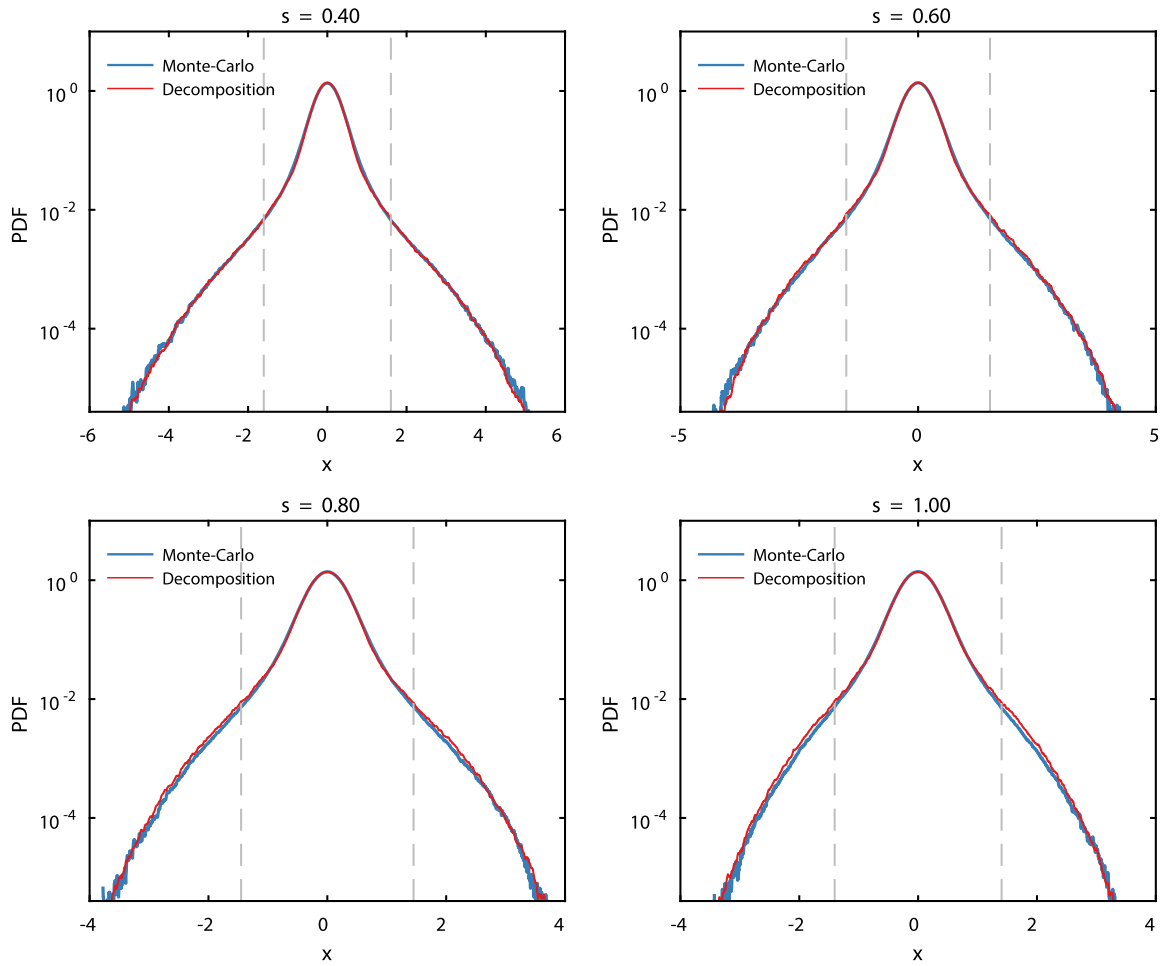 s = 0.40
Monte-Carlo
Decomposition
10^0
10^-2
10^-4
PDF
-6 -4 -2 0 2 4 6
x
s = 0.60
Monte-Carlo
Decomposition
10^0
10^-2
10^-4
PDF
-5 0 5
x
s = 0.80
Monte-Carlo
Decomposition
10^0
10^-2
10^-4
PDF
-4 -2 0 2 4
x
s = 1.00
Monte-Carlo
Decomposition
10^0
10^-2
10^-4
PDF
-4 -2 0 2 4
x